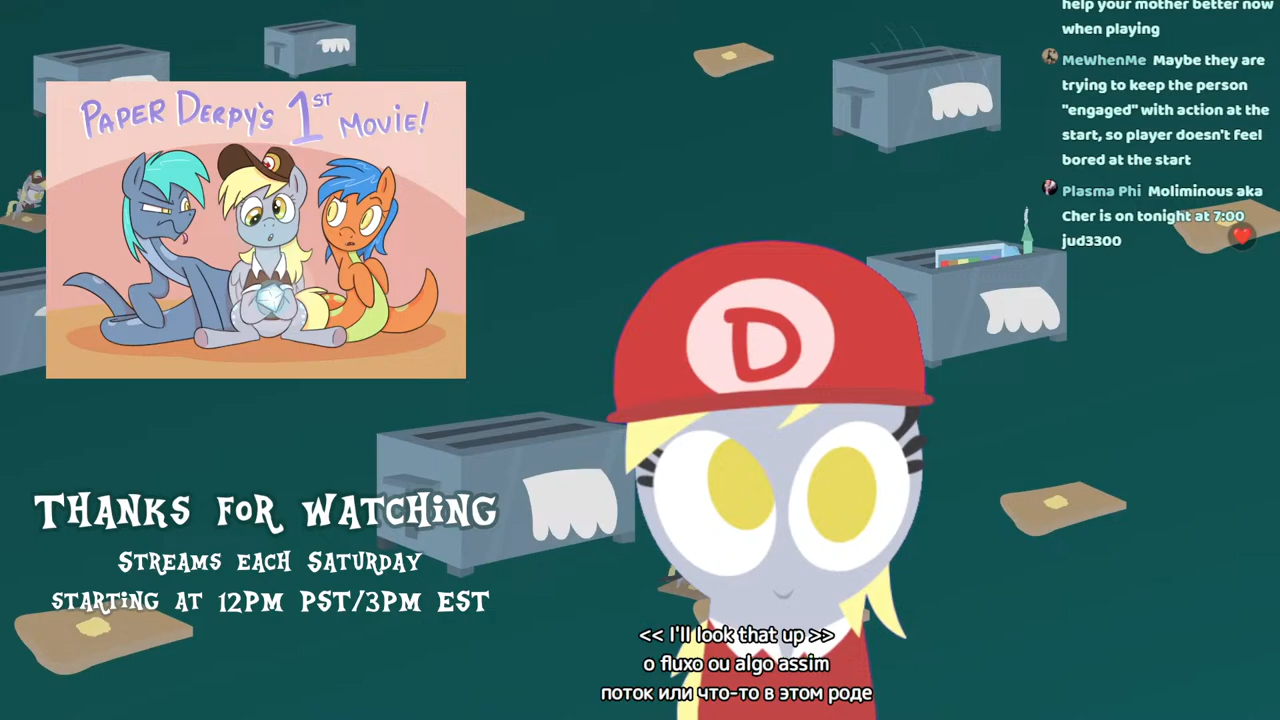 PAPER DERPY'S 1ST MOVIE!
THANKS FOR WATCHING
STREAMS EACH SATURDAY
STARTING AT 12PM PST/3PM EST
help your mother better now
when playing
MeWhenMe Maybe they are
trying to keep the person
"engaged" with action at the
start, so player doesn't feel
bored at the start
Plasma Phi Moliminous aka
Cher is on tonight at 7:00
jud3300
D
<< I'll look that up >>
o fluxo ou algo assim
поток или что-то в этом роде